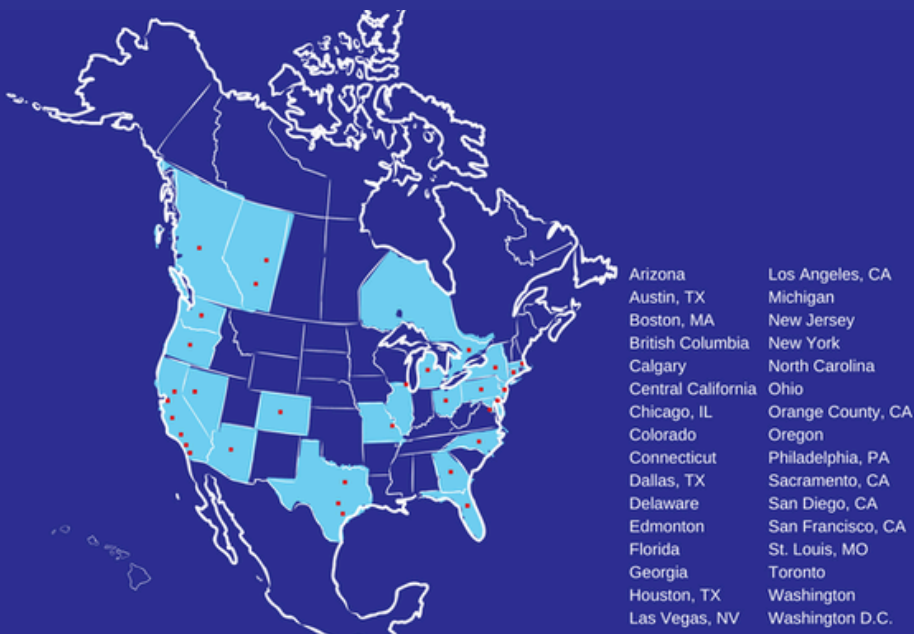 Arizona
Austin, TX
Boston, MA
British Columbia
Calgary
Central California
Chicago, IL
Colorado
Connecticut
Dallas, TX
Delaware
Edmonton
Florida
Georgia
Houston, TX
Las Vegas, NV
Los Angeles, CA
Michigan
New Jersey
New York
North Carolina
Ohio
Orange County, CA
Oregon
Philadelphia, PA
Sacramento, CA
San Diego, CA
San Francisco, CA
St. Louis, MO
Toronto
Washington
Washington D.C.